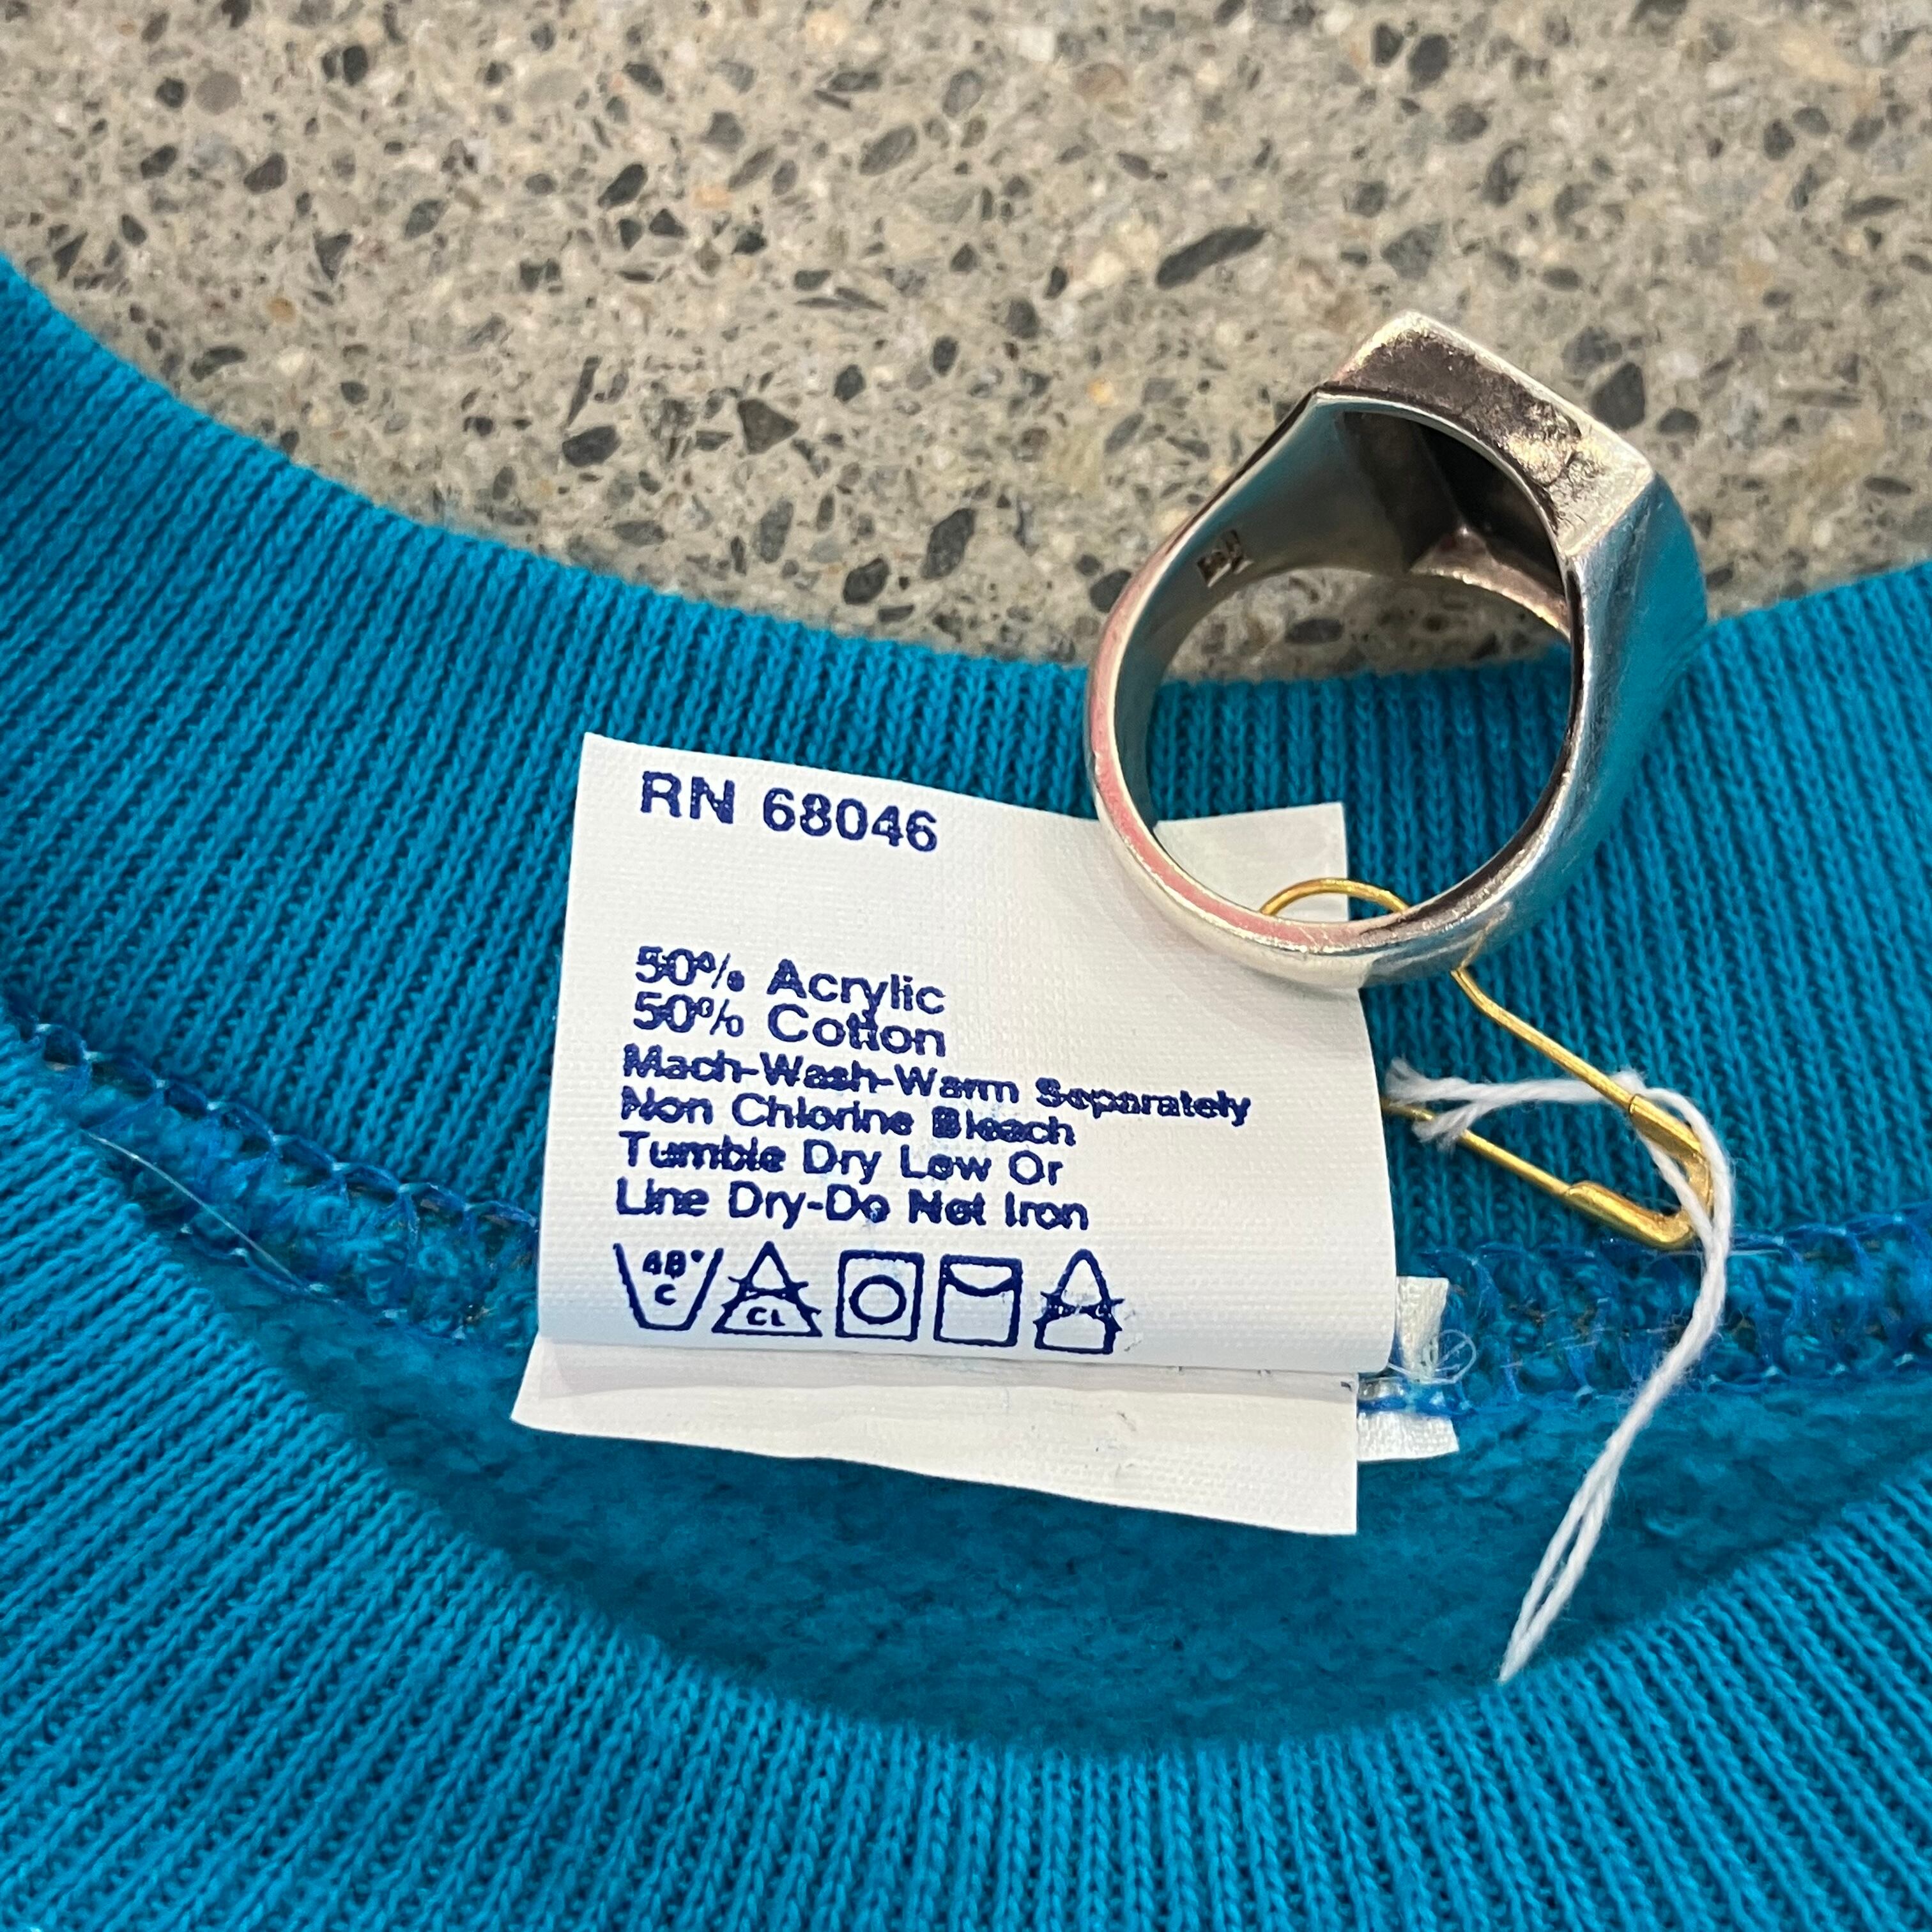 RN 68046
50% Acrylic
50% Cotton
Mach-Wash-Warm Separately
Non Chlorine Bleach
Tumble Dry Low Or
Line Dry-Do Not Iron
40°
C
CL